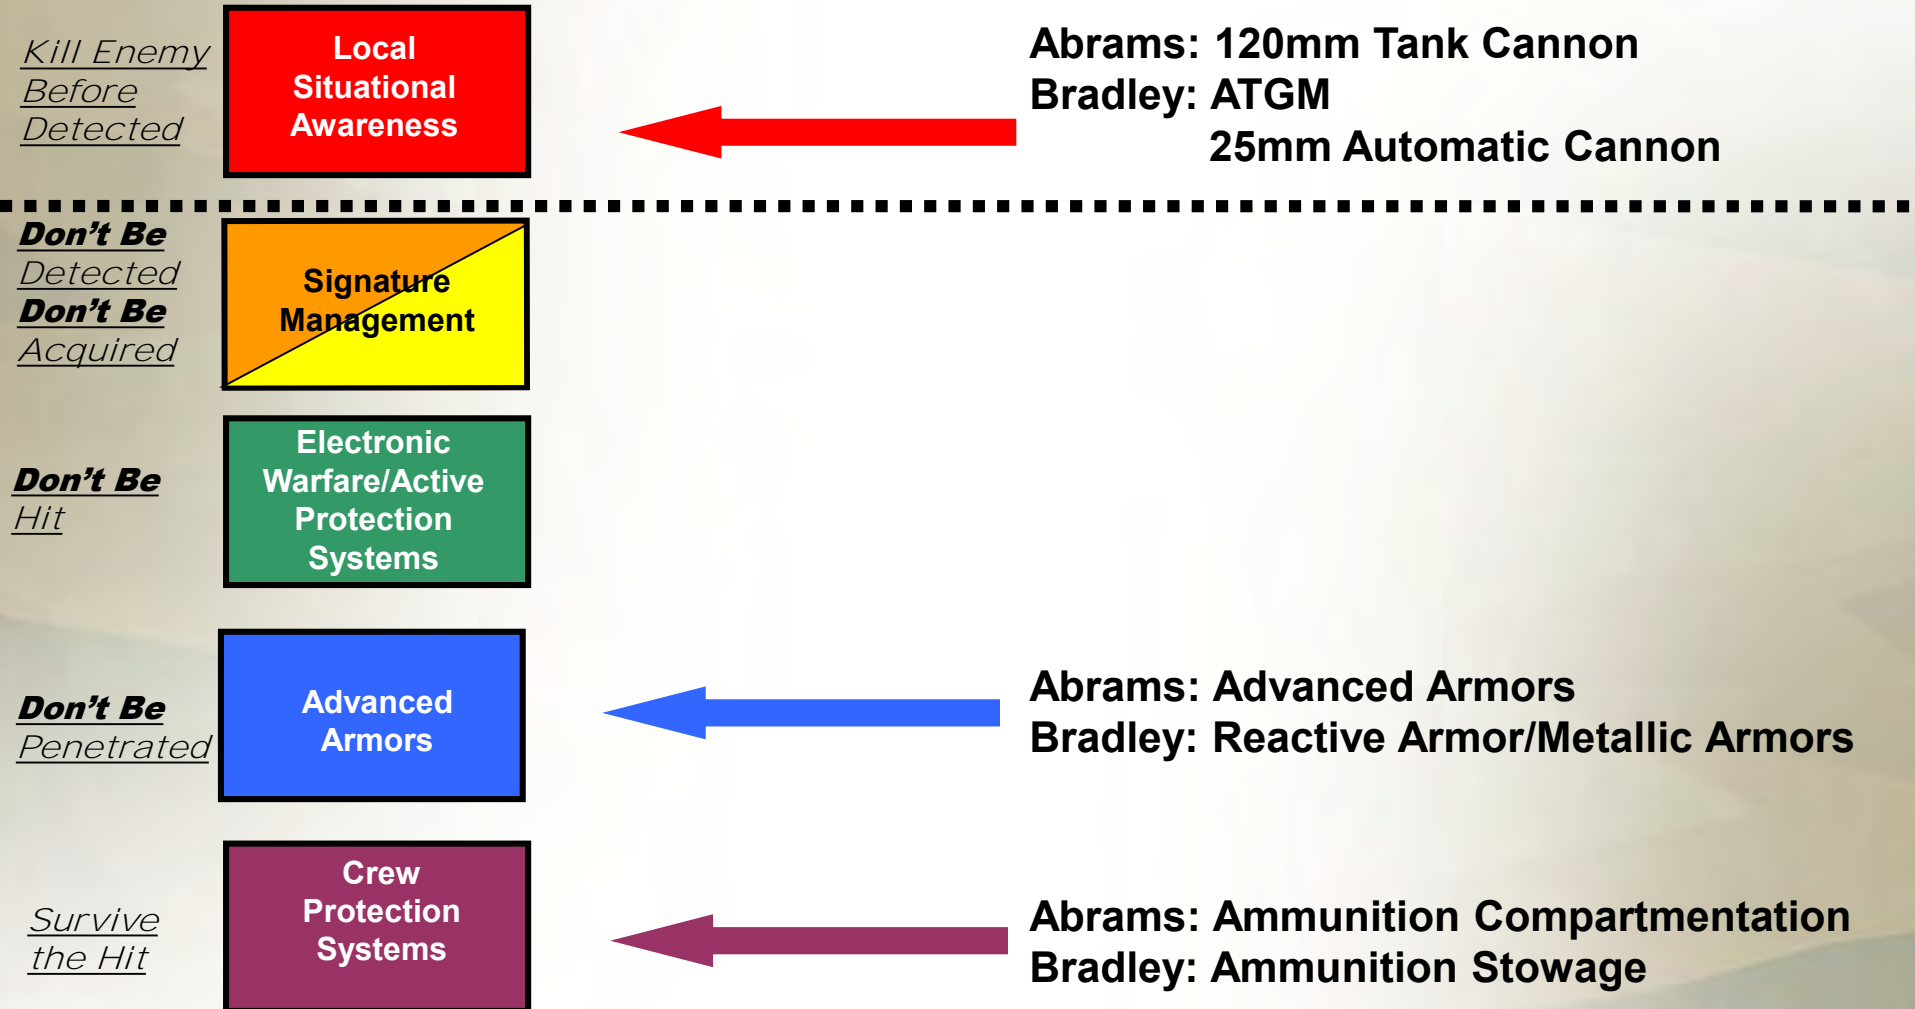 Kill Enemy
Before
Detected
Local
Situational
Awareness
Abrams: 120mm Tank Cannon
Bradley: ATGM
25mm Automatic Cannon
Don't Be
Detected
Don't Be
Acquired
Signature
Management
Don't Be
Hit
Electronic
Warfare/Active
Protection
Systems
Don't Be
Penetrated
Advanced
Armors
Abrams: Advanced Armors
Bradley: Reactive Armor/Metallic Armors
Survive
the Hit
Crew
Protection
Systems
Abrams: Ammunition Compartmentation
Bradley: Ammunition Stowage